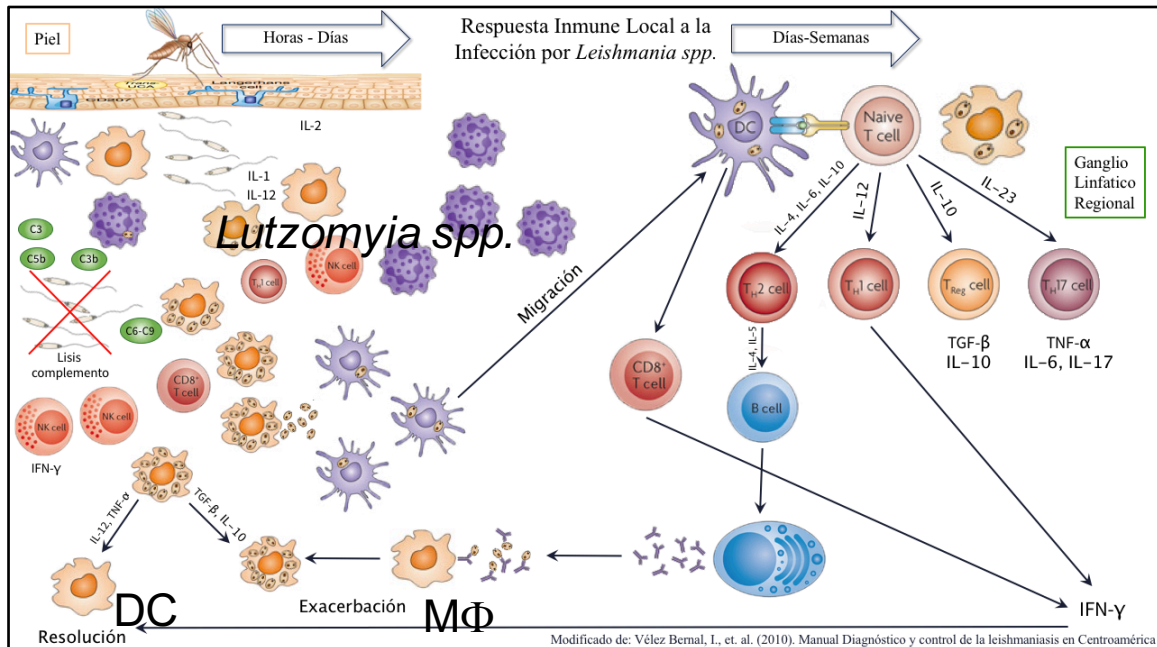 Piel
Horas - Días
Respuesta Inmune Local a la
Infección por Leishmania spp.
Días-Semanas
Langerhans
cell
CD207
IL-2
IL-1
IL-12
Lutzomyia spp.
C3
C5b
C3b
C6-C9
Lisis
complemento
TH1 cell
NK cell
CD8+
T cell
NK cell
NK cell
IFN-γ
Migración
DC
Naive
T cell
Ganglio
Linfatico
Regional
IL-4, IL-6, IL-10
IL-12
IL-10
IL-23
TH2 cell
TH1 cell
TReg cell
TH17 cell
TGF-β
IL-10
TNF-α
IL-6, IL-17
CD8+
T cell
IL-4, IL-5
B cell
IL-12, TNF-α
TGF-β, IL-10
DC
Exacerbación
MΦ
Resolución
IFN-γ
Modificado de: Vélez Bernal, I., et. al. (2010). Manual Diagnóstico y control de la leishmaniasis en Centroamérica